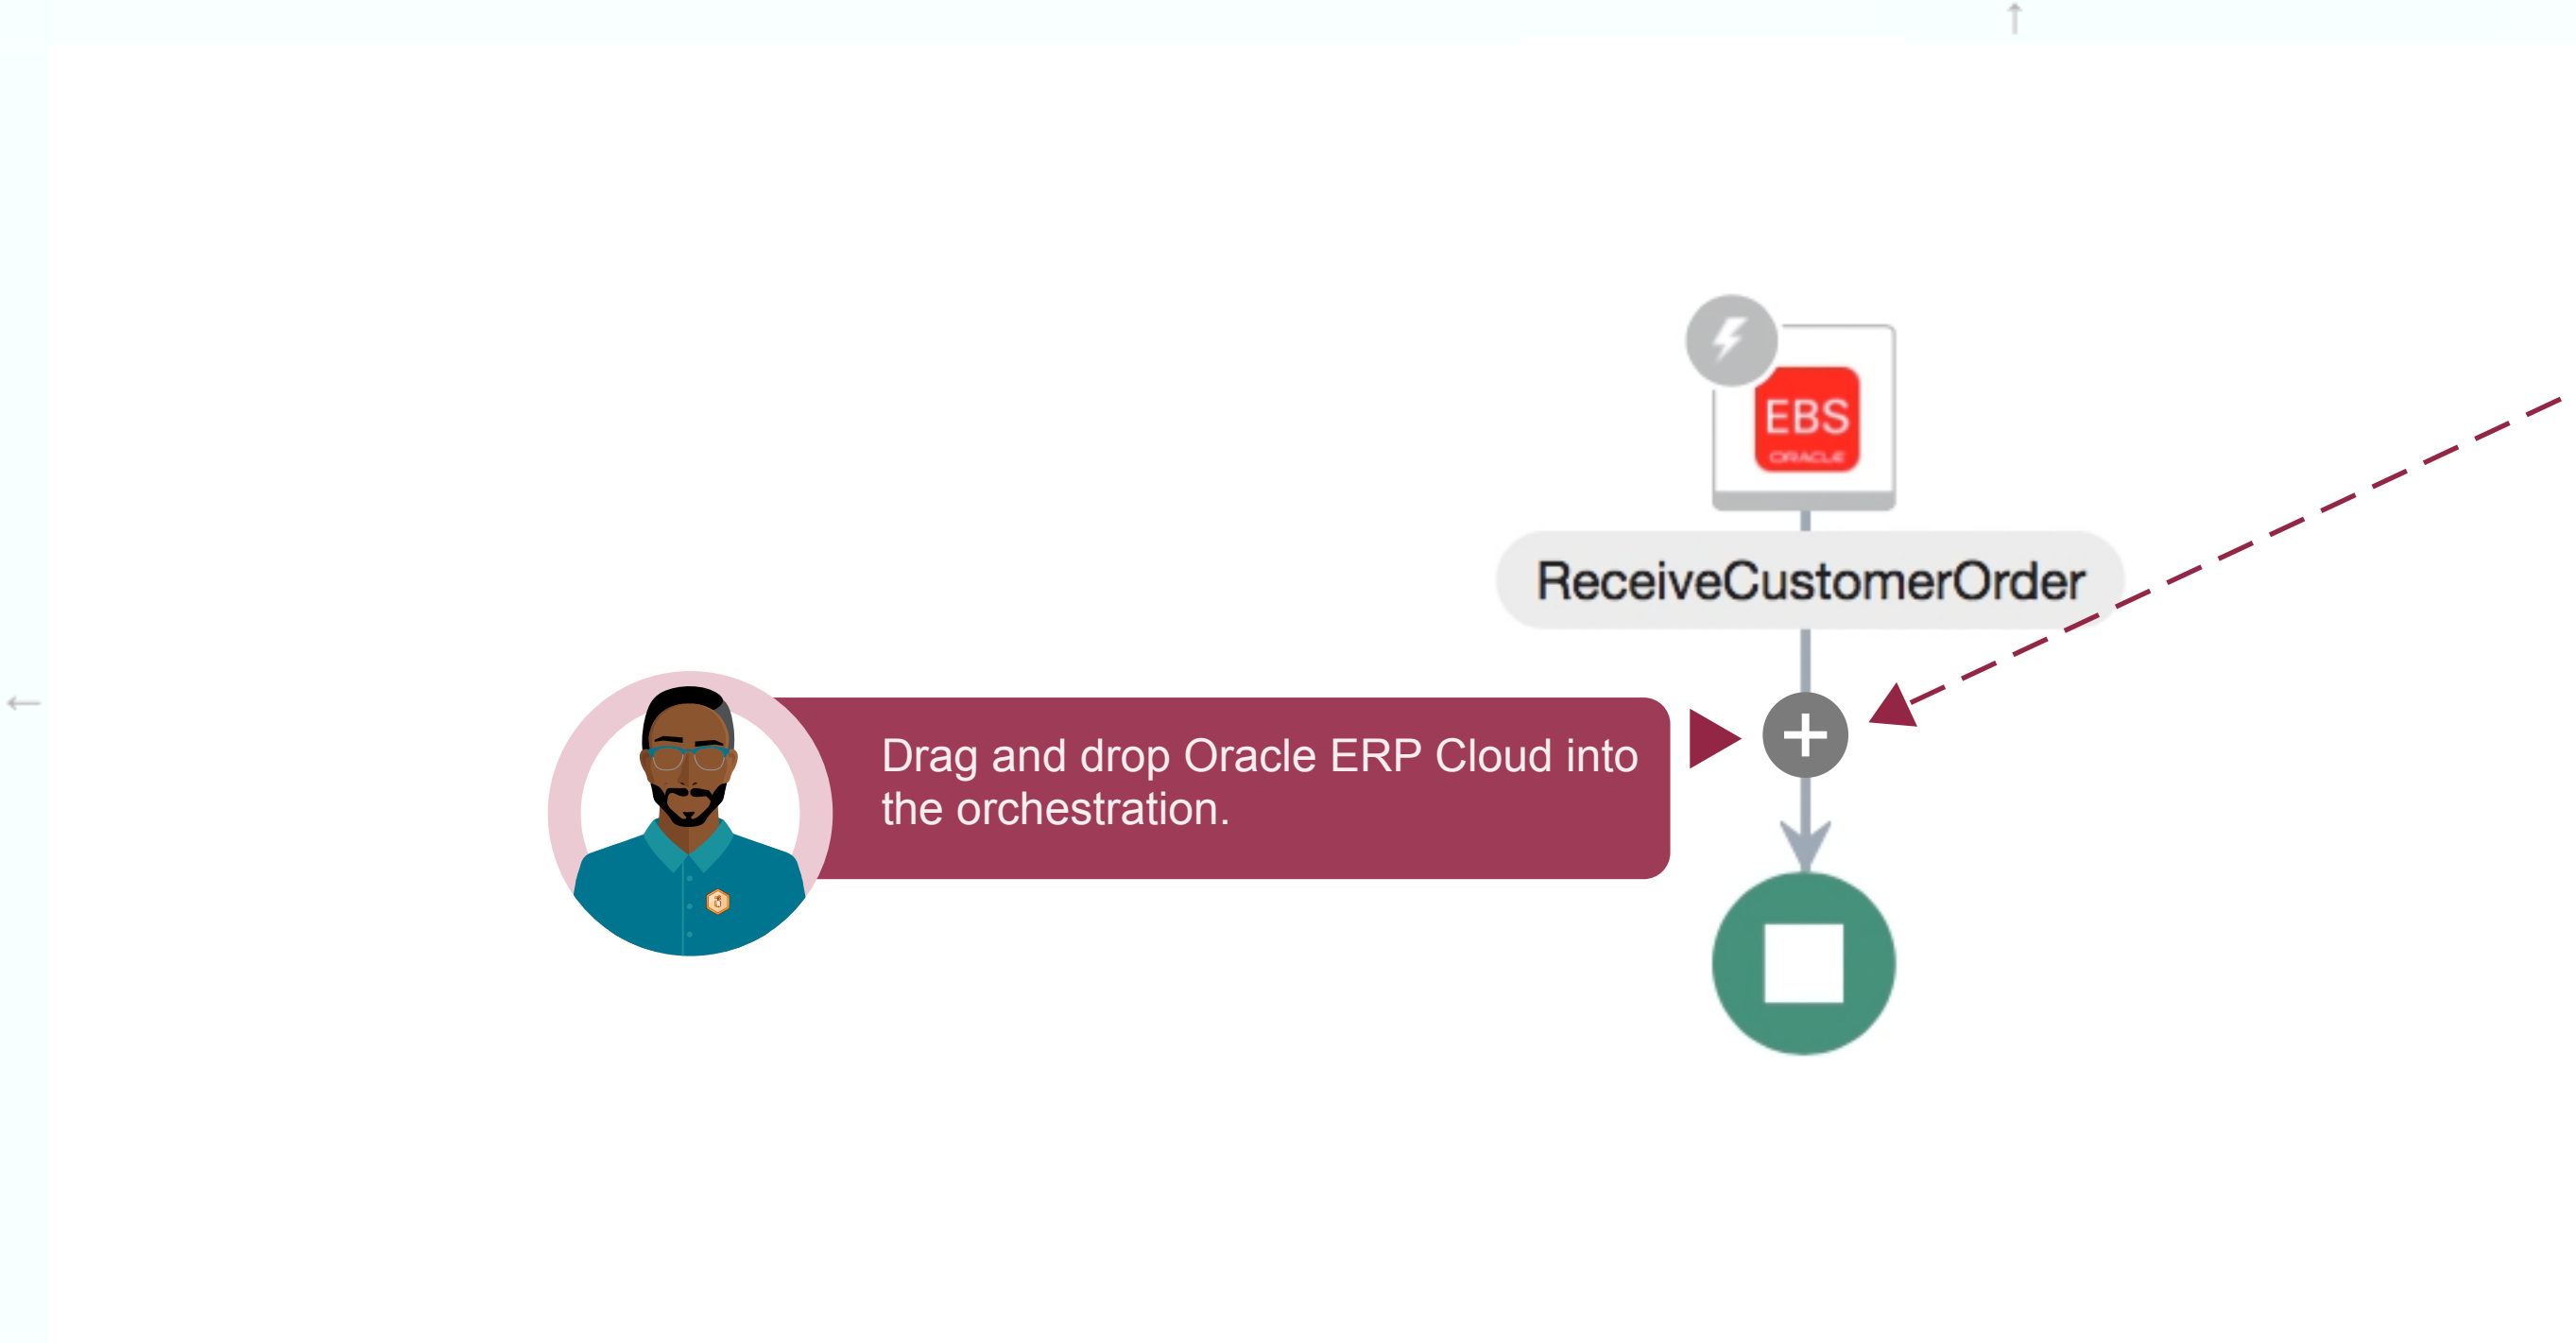 EBS
ORACLE
ReceiveCustomerOrder
Drag and drop Oracle ERP Cloud into
the orchestration.